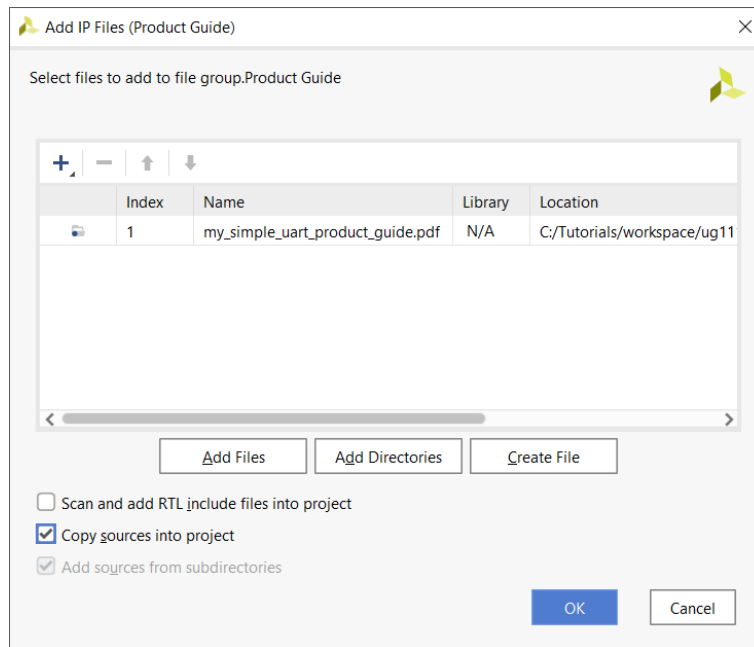 Add IP Files (Product Guide)
Select files to add to file group.Product Guide
Index Name Library Location
1 my_simple_uart_product_guide.pdf N/A C:/Tutorials/workspace/ug11
Add Files Add Directories Create File
Scan and add RTL include files into project
Copy sources into project
Add sources from subdirectories
OK Cancel